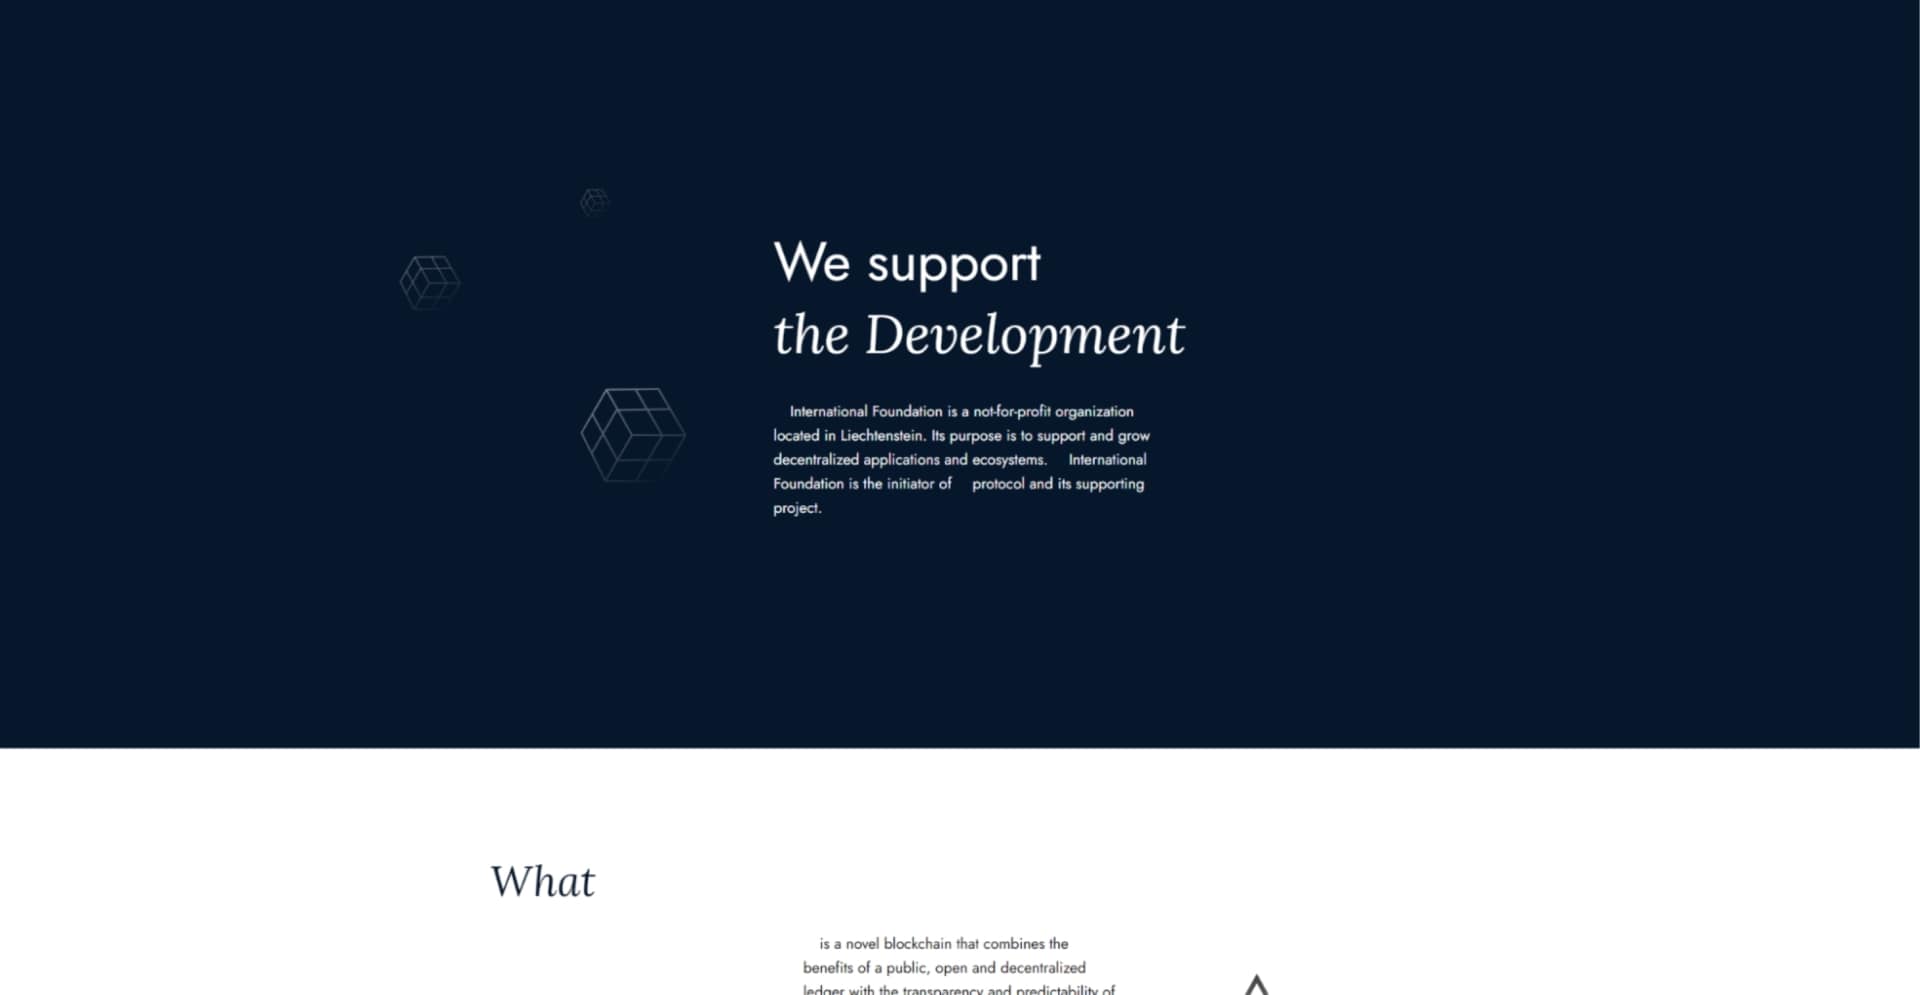 We support
the Development
International Foundation is a not-for-profit organization
located in Liechtenstein. Its purpose is to support and grow
decentralized applications and ecosystems. International
Foundation is the initiator of protocol and its supporting
project.
What
is a novel blockchain that combines the
benefits of a public, open and decentralized
ledger with the transparency and predictability of